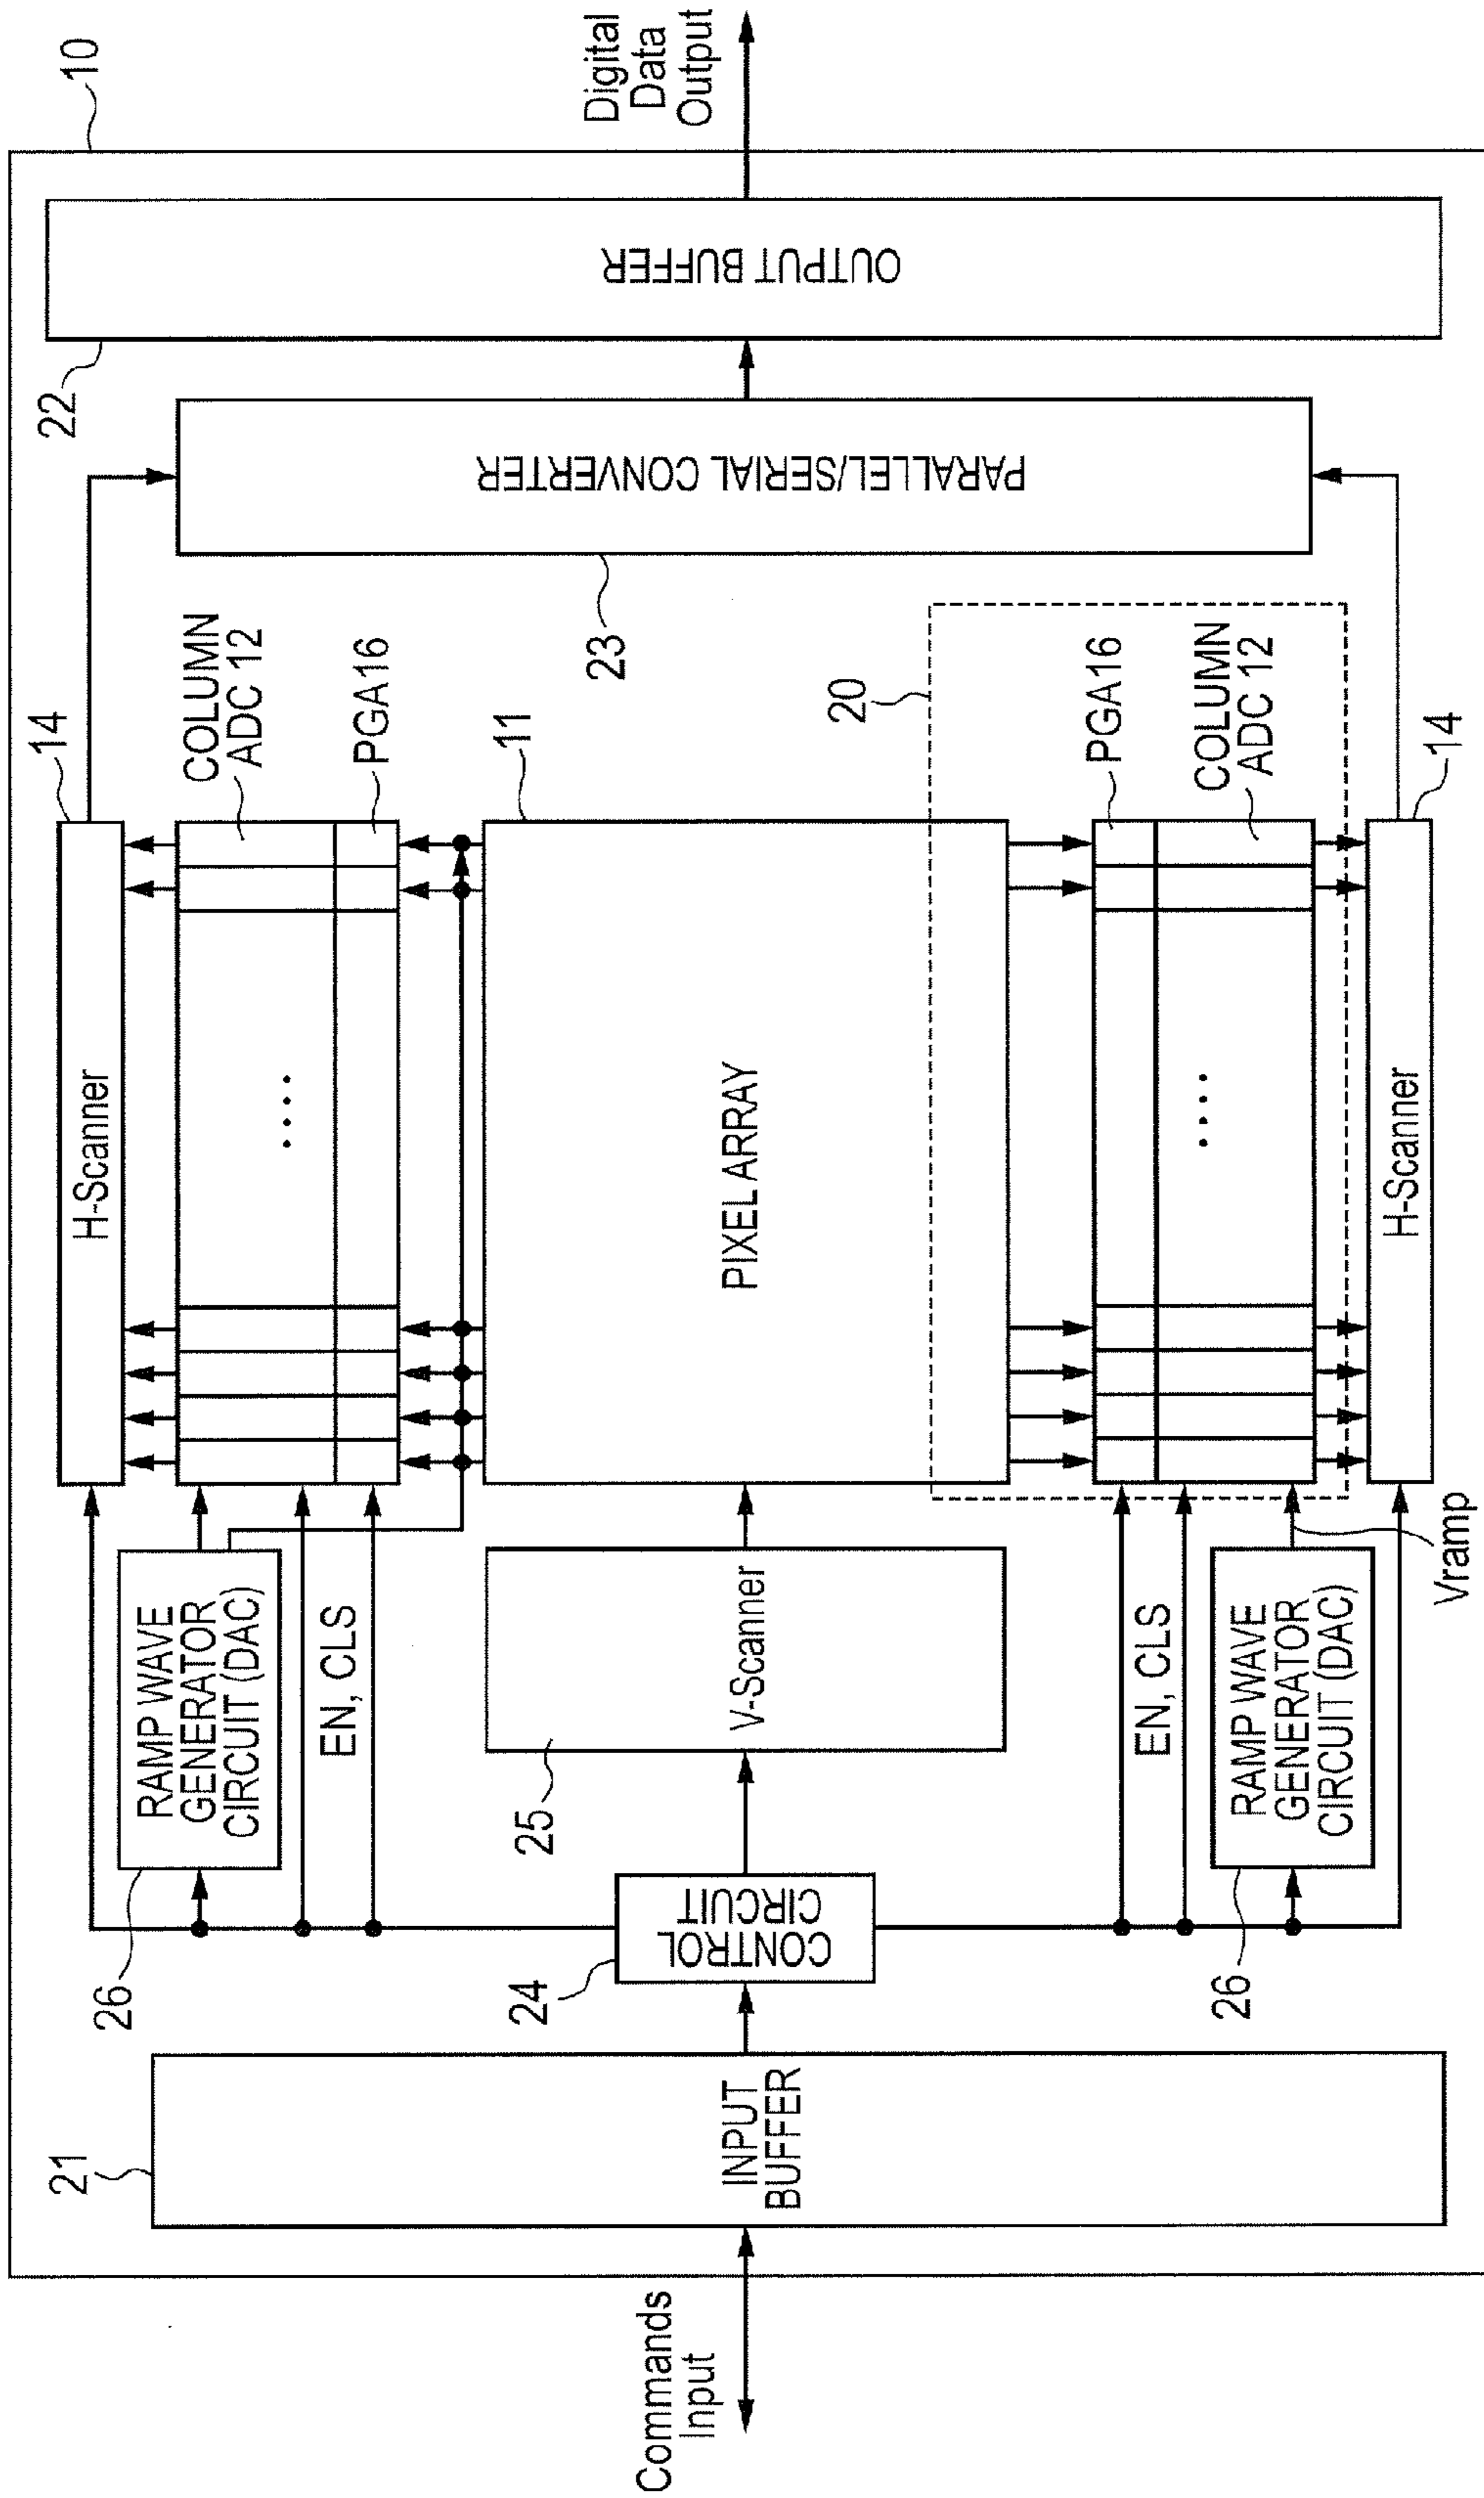 10
Commands
Input
21
INPUT
BUFFER
24
CONTROL
CIRCUIT
26
RAMP WAVE
GENERATOR
CIRCUIT (DAC)
EN, CLS
25
V-Scanner
EN, CLS
26
RAMP WAVE
GENERATOR
CIRCUIT (DAC)
Vramp
14
H-Scanner
COLUMN
ADC 12
PGA16
....
11
PIXEL ARRAY
20
PGA16
COLUMN
ADC 12
....
14
H-Scanner
23
PARALLEL/SERIAL CONVERTER
22
OUTPUT BUFFER
Digital
Data
Output